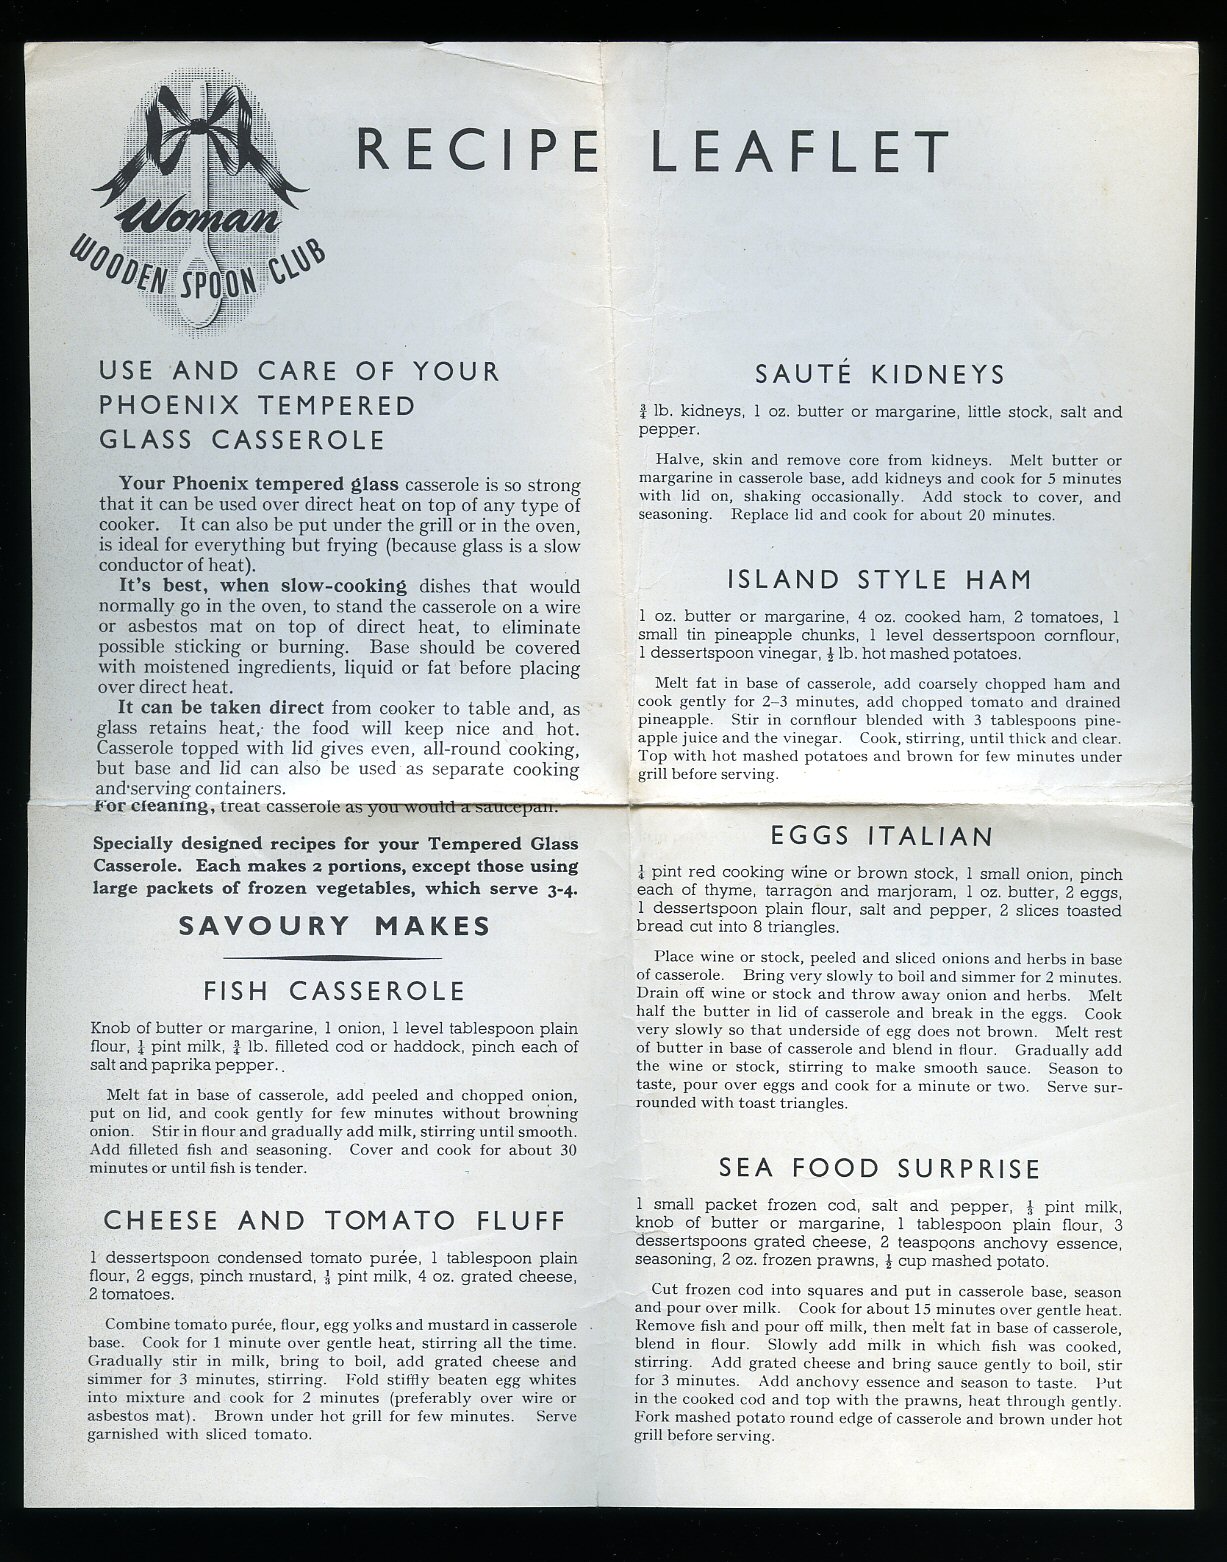 RECIPE LEAFLET
Woman
WOODEN SPOON CLUB
USE AND CARE OF YOUR
PHOENIX TEMPERED
GLASS CASSEROLE
Your Phoenix tempered glass casserole is so strong
that it can be used over direct heat on top of any type of
cooker. It can also be put under the grill or in the oven,
is ideal for everything but frying (because glass is a slow
conductor of heat).
It's best, when slow-cooking dishes that would
normally go in the oven, to stand the casserole on a wire
or asbestos mat on top of direct heat, to eliminate
possible sticking or burning. Base should be covered
with moistened ingredients, liquid or fat before placing
over direct heat.
It can be taken direct from cooker to table and, as
glass retains heat, the food will keep nice and hot.
Casserole topped with lid gives even, all-round cooking,
but base and lid can also be used as separate cooking
and serving containers.
For cleaning, treat casserole as you would a saucepan.
Specially designed recipes for your Tempered Glass
Casserole. Each makes 2 portions, except those using
large packets of frozen vegetables, which serve 3-4.
SAVOURY MAKES
FISH CASSEROLE
Knob of butter or margarine, 1 onion, 1 level tablespoon plain
flour, ¼ pint milk, ¾ lb. filleted cod or haddock, pinch each of
salt and paprika pepper..
Melt fat in base of casserole, add peeled and chopped onion,
put on lid, and cook gently for few minutes without browning
onion. Stir in flour and gradually add milk, stirring until smooth.
Add filleted fish and seasoning. Cover and cook for about 30
minutes or until fish is tender.
CHEESE AND TOMATO FLUFF
1 dessertspoon condensed tomato purée, 1 tablespoon plain
flour, 2 eggs, pinch mustard, ⅓ pint milk, 4 oz. grated cheese,
2 tomatoes.
Combine tomato purée, flour, egg yolks and mustard in casserole
base. Cook for 1 minute over gentle heat, stirring all the time.
Gradually stir in milk, bring to boil, add grated cheese and
simmer for 3 minutes, stirring. Fold stiffly beaten egg whites
into mixture and cook for 2 minutes (preferably over wire or
asbestos mat). Brown under hot grill for few minutes. Serve
garnished with sliced tomato.
SAUTÉ KIDNEYS
¾ lb. kidneys, 1 oz. butter or margarine, little stock, salt and
pepper.
Halve, skin and remove core from kidneys. Melt butter or
margarine in casserole base, add kidneys and cook for 5 minutes
with lid on, shaking occasionally. Add stock to cover, and
seasoning. Replace lid and cook for about 20 minutes.
ISLAND STYLE HAM
1 oz. butter or margarine, 4 oz. cooked ham, 2 tomatoes, 1
small tin pineapple chunks, 1 level dessertspoon cornflour,
1 dessertspoon vinegar, ½ lb. hot mashed potatoes.
Melt fat in base of casserole, add coarsely chopped ham and
cook gently for 2–3 minutes, add chopped tomato and drained
pineapple. Stir in cornflour blended with 3 tablespoons pine-
apple juice and the vinegar. Cook, stirring, until thick and clear.
Top with hot mashed potatoes and brown for few minutes under
grill before serving.
EGGS ITALIAN
¼ pint red cooking wine or brown stock, 1 small onion, pinch
each of thyme, tarragon and marjoram, 1 oz. butter, 2 eggs,
1 dessertspoon plain flour, salt and pepper, 2 slices toasted
bread cut into 8 triangles.
Place wine or stock, peeled and sliced onions and herbs in base
of casserole. Bring very slowly to boil and simmer for 2 minutes.
Drain off wine or stock and throw away onion and herbs. Melt
half the butter in lid of casserole and break in the eggs. Cook
very slowly so that underside of egg does not brown. Melt rest
of butter in base of casserole and blend in flour. Gradually add
the wine or stock, stirring to make smooth sauce. Season to
taste, pour over eggs and cook for a minute or two. Serve sur-
rounded with toast triangles.
SEA FOOD SURPRISE
1 small packet frozen cod, salt and pepper, ⅓ pint milk,
knob of butter or margarine, 1 tablespoon plain flour, 3
dessertspoons grated cheese, 2 teaspoons anchovy essence,
seasoning, 2 oz. frozen prawns, ½ cup mashed potato.
Cut frozen cod into squares and put in casserole base, season
and pour over milk. Cook for about 15 minutes over gentle heat.
Remove fish and pour off milk, then melt fat in base of casserole,
blend in flour. Slowly add milk in which fish was cooked,
stirring. Add grated cheese and bring sauce gently to boil, stir
for 3 minutes. Add anchovy essence and season to taste. Put
in the cooked cod and top with the prawns, heat through gently.
Fork mashed potato round edge of casserole and brown under hot
grill before serving.